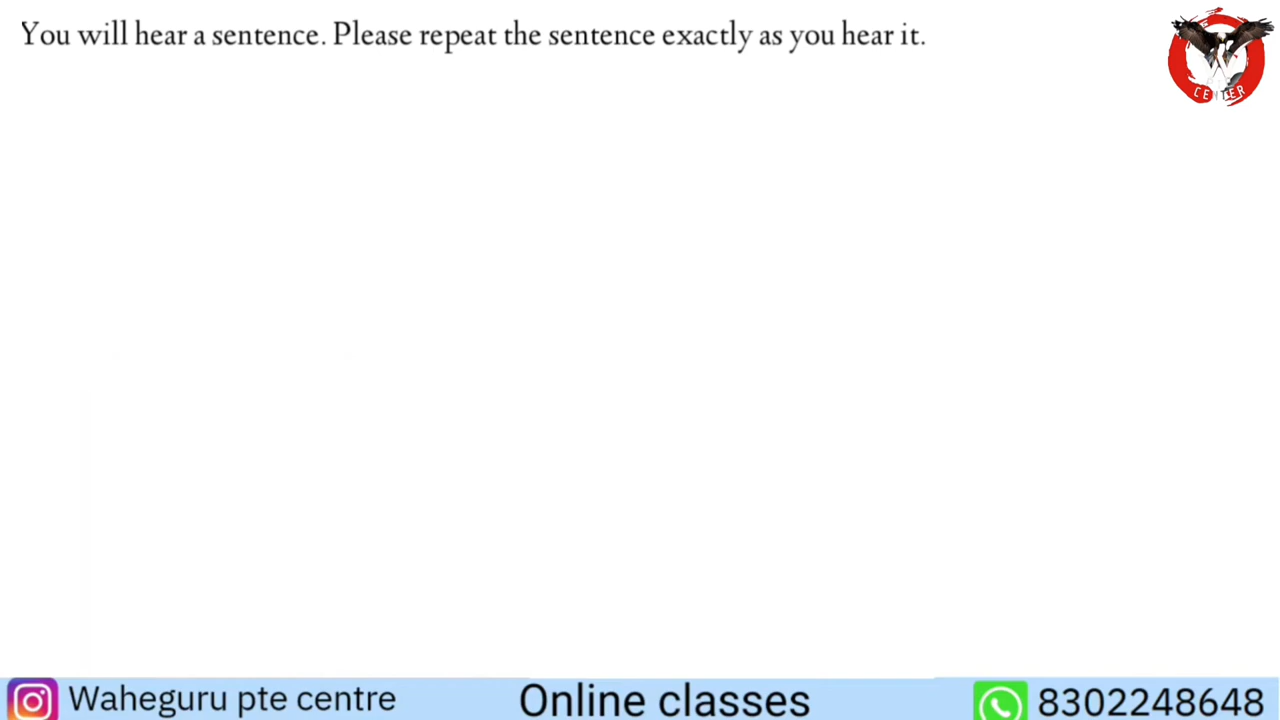 You will hear a sentence. Please repeat the sentence exactly as you hear it.
CENTER
Waheguru pte centre
Online classes
8302248648